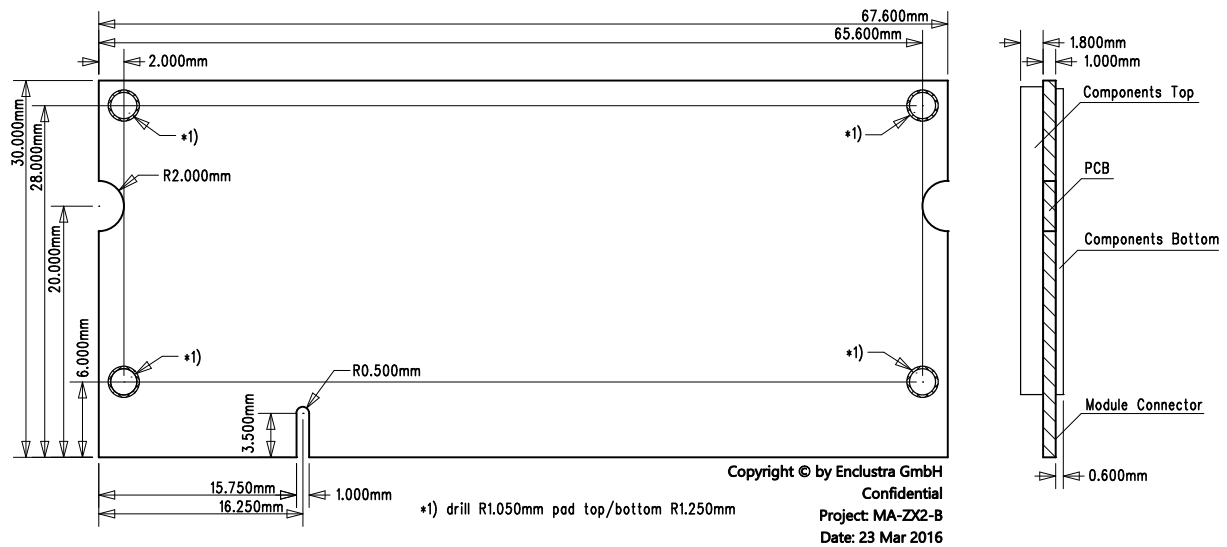 67.600mm
65.600mm
2.000mm
1.800mm
1.000mm
Components Top
*1)
*1)
30.000mm
28.000mm
R2.000mm
PCB
20.000mm
Components Bottom
6.000mm
*1)
*1)
R0.500mm
3.500mm
Module Connector
15.750mm
1.000mm
16.250mm
0.600mm
*1) drill R1.050mm pad top/bottom R1.250mm
Copyright © by Enclustra GmbH
Confidential
Project: MA-ZX2-B
Date: 23 Mar 2016